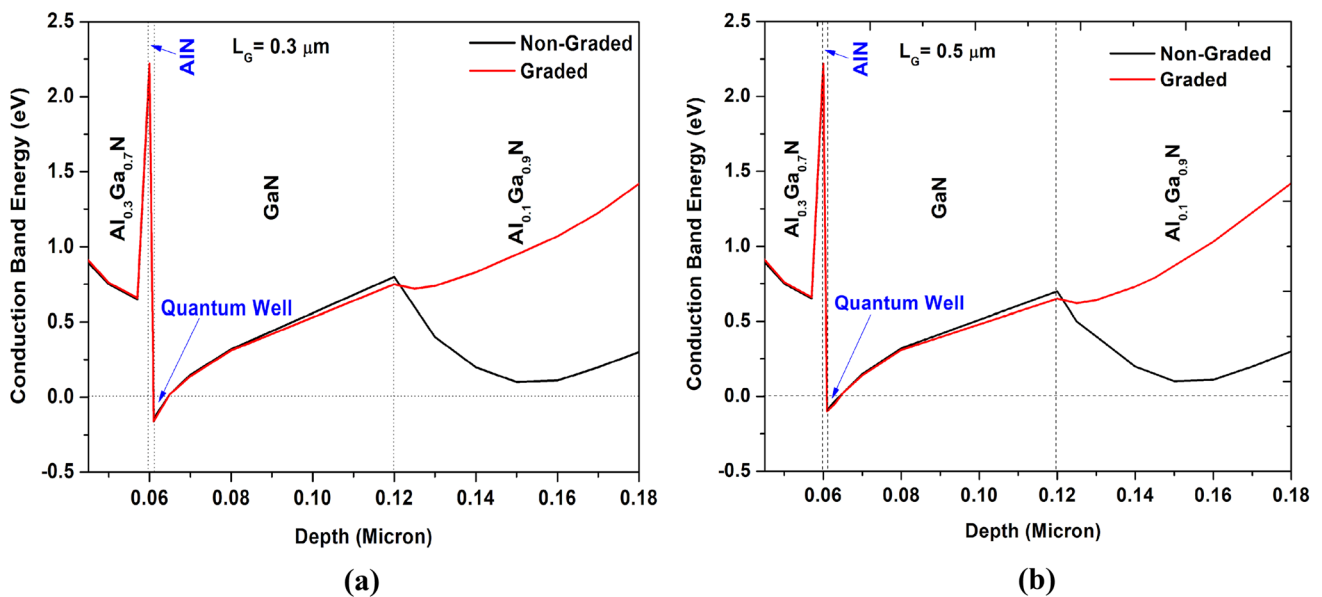 2.5
2.0
1.5
1.0
0.5
0.0
-0.5
Conduction Band Energy (eV)
0.06
0.08
0.10
0.12
0.14
0.16
0.18
Depth (Micron)
L_G= 0.3 μm
AlN
Non-Graded
Graded
Al0.3Ga0.7N
GaN
Al0.1Ga0.9N
Quantum Well
(a)
2.5
2.0
1.5
1.0
0.5
0.0
-0.5
Conduction Band Energy (eV)
0.06
0.08
0.10
0.12
0.14
0.16
0.18
Depth (Micron)
L_G= 0.5 μm
AlN
Non-Graded
Graded
Al0.3Ga0.7N
GaN
Al0.1Ga0.9N
Quantum Well
(b)